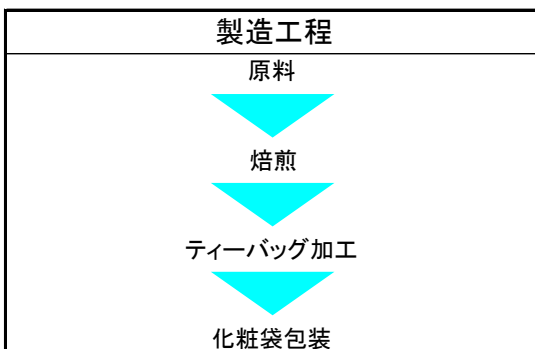 製造工程
原料
焙煎
ティーバッグ加工
化粧袋包装